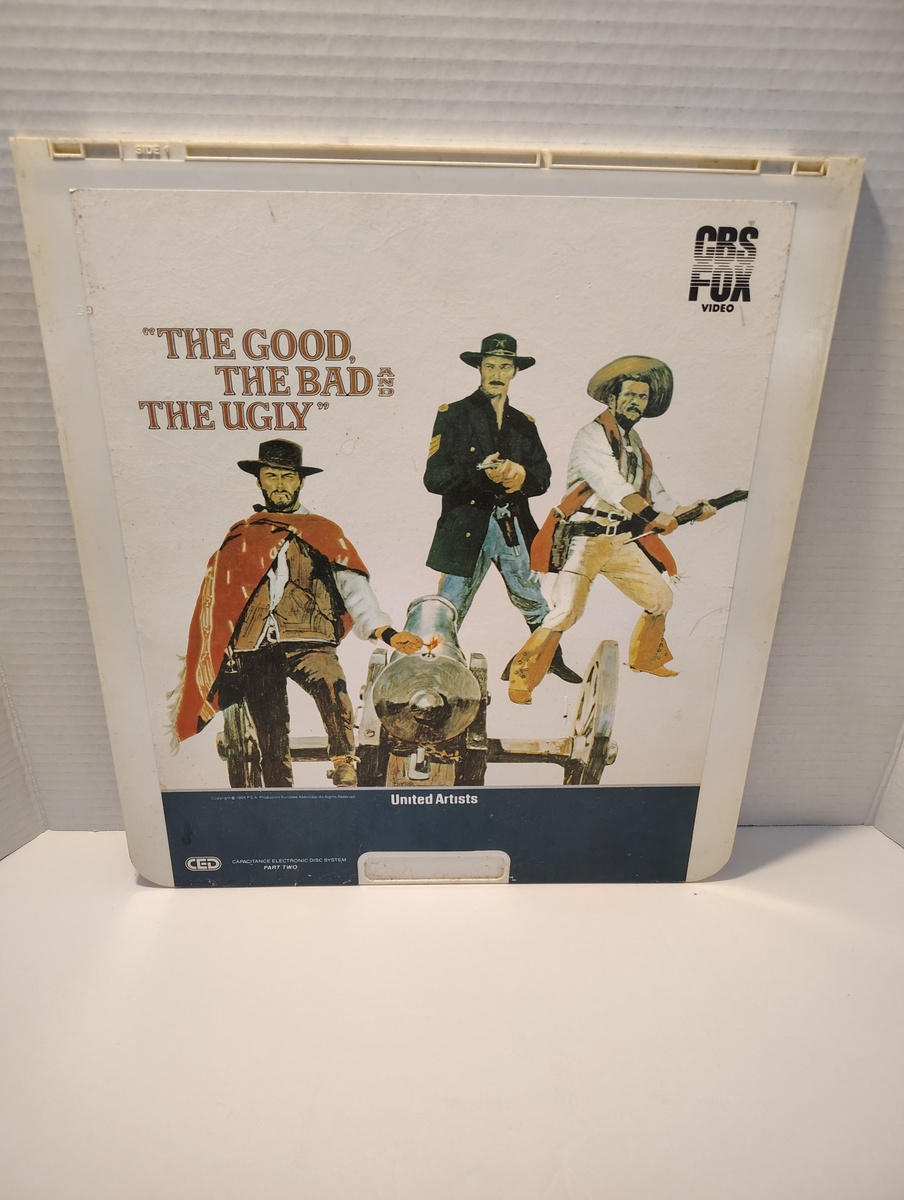 SIDE 1
CBS
FOX
VIDEO
"THE GOOD,
THE BAD AND
THE UGLY"
United Artists
CED
CAPACITANCE ELECTRONIC DISC SYSTEM
PART TWO